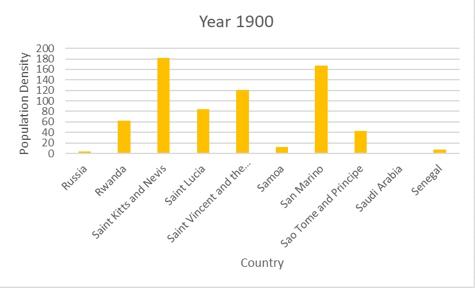 Year 1900
Population Density
200
180
160
140
120
100
80
60
40
20
0
Russia
Rwanda
Saint Kitts and Nevis
Saint Lucia
Saint Vincent and the...
Samoa
San Marino
Sao Tome and Principe
Saudi Arabia
Senegal
Country